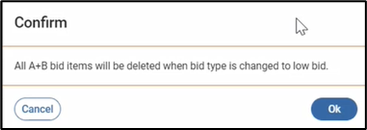 Confirm
All A+B bid items will be deleted when bid type is changed to low bid.
Cancel
Ok